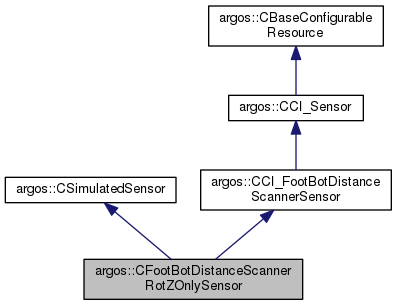 argos::CBaseConfigurable
Resource
argos::CCI_Sensor
argos::CSimulatedSensor
argos::CCI_FootBotDistance
ScannerSensor
argos::CFootBotDistanceScanner
RotZOnlySensor